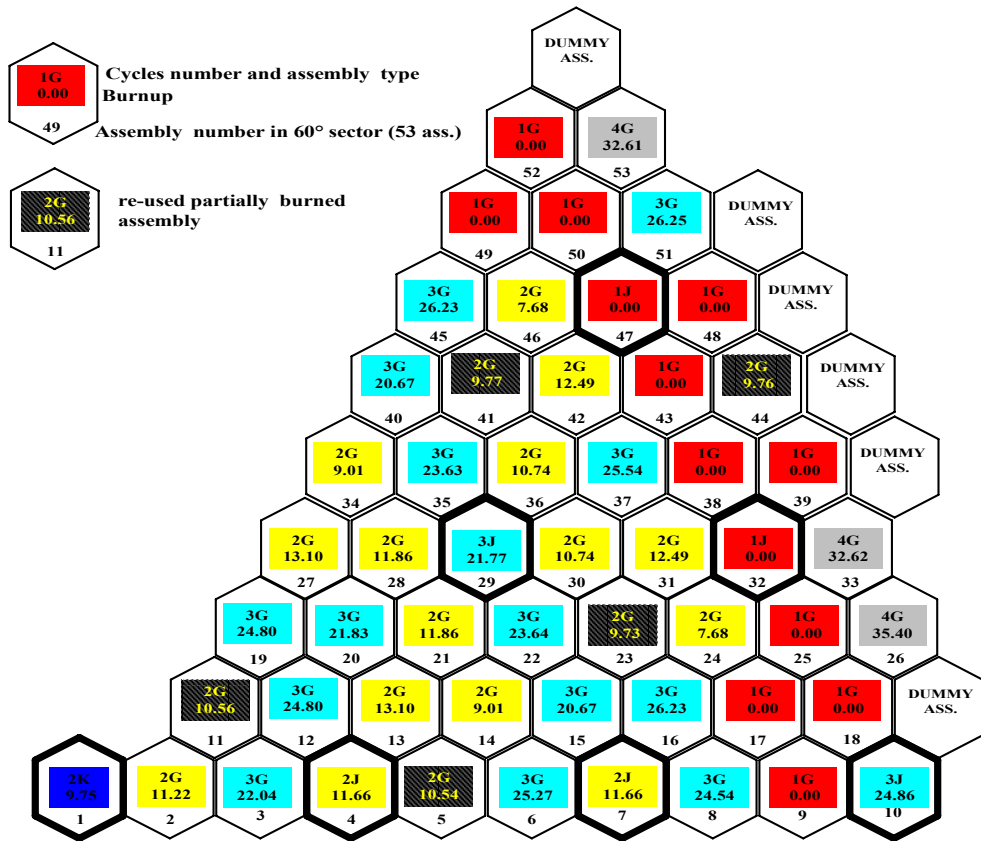 DUMMY
ASS.
1G
0.00
49
Cycles number and assembly type
Burnup
Assembly number in 60° sector (53 ass.)
2G
10.56
11
re-used partially burned
assembly
1G
0.00
52
4G
32.61
53
1G
0.00
49
1G
0.00
50
3G
26.25
51
DUMMY
ASS.
3G
26.23
45
2G
7.68
46
1J
0.00
47
1G
0.00
48
DUMMY
ASS.
3G
20.67
40
2G
9.77
41
2G
12.49
42
1G
0.00
43
2G
9.76
44
DUMMY
ASS.
2G
9.01
34
3G
23.63
35
2G
10.74
36
3G
25.54
37
1G
0.00
38
1G
0.00
39
DUMMY
ASS.
2G
13.10
27
2G
11.86
28
3J
21.77
29
2G
10.74
30
2G
12.49
31
1J
0.00
32
4G
32.62
33
3G
24.80
19
3G
21.83
20
2G
11.86
21
3G
23.64
22
2G
9.73
23
2G
7.68
24
1G
0.00
25
4G
35.40
26
2G
10.56
11
3G
24.80
12
2G
13.10
13
2G
9.01
14
3G
20.67
15
3G
26.23
16
1G
0.00
17
1G
0.00
18
DUMMY
ASS.
2K
9.75
1
2G
11.22
2
3G
22.04
3
2J
11.66
4
2G
10.54
5
3G
25.27
6
2J
11.66
7
3G
24.54
8
1G
0.00
9
3J
24.86
10